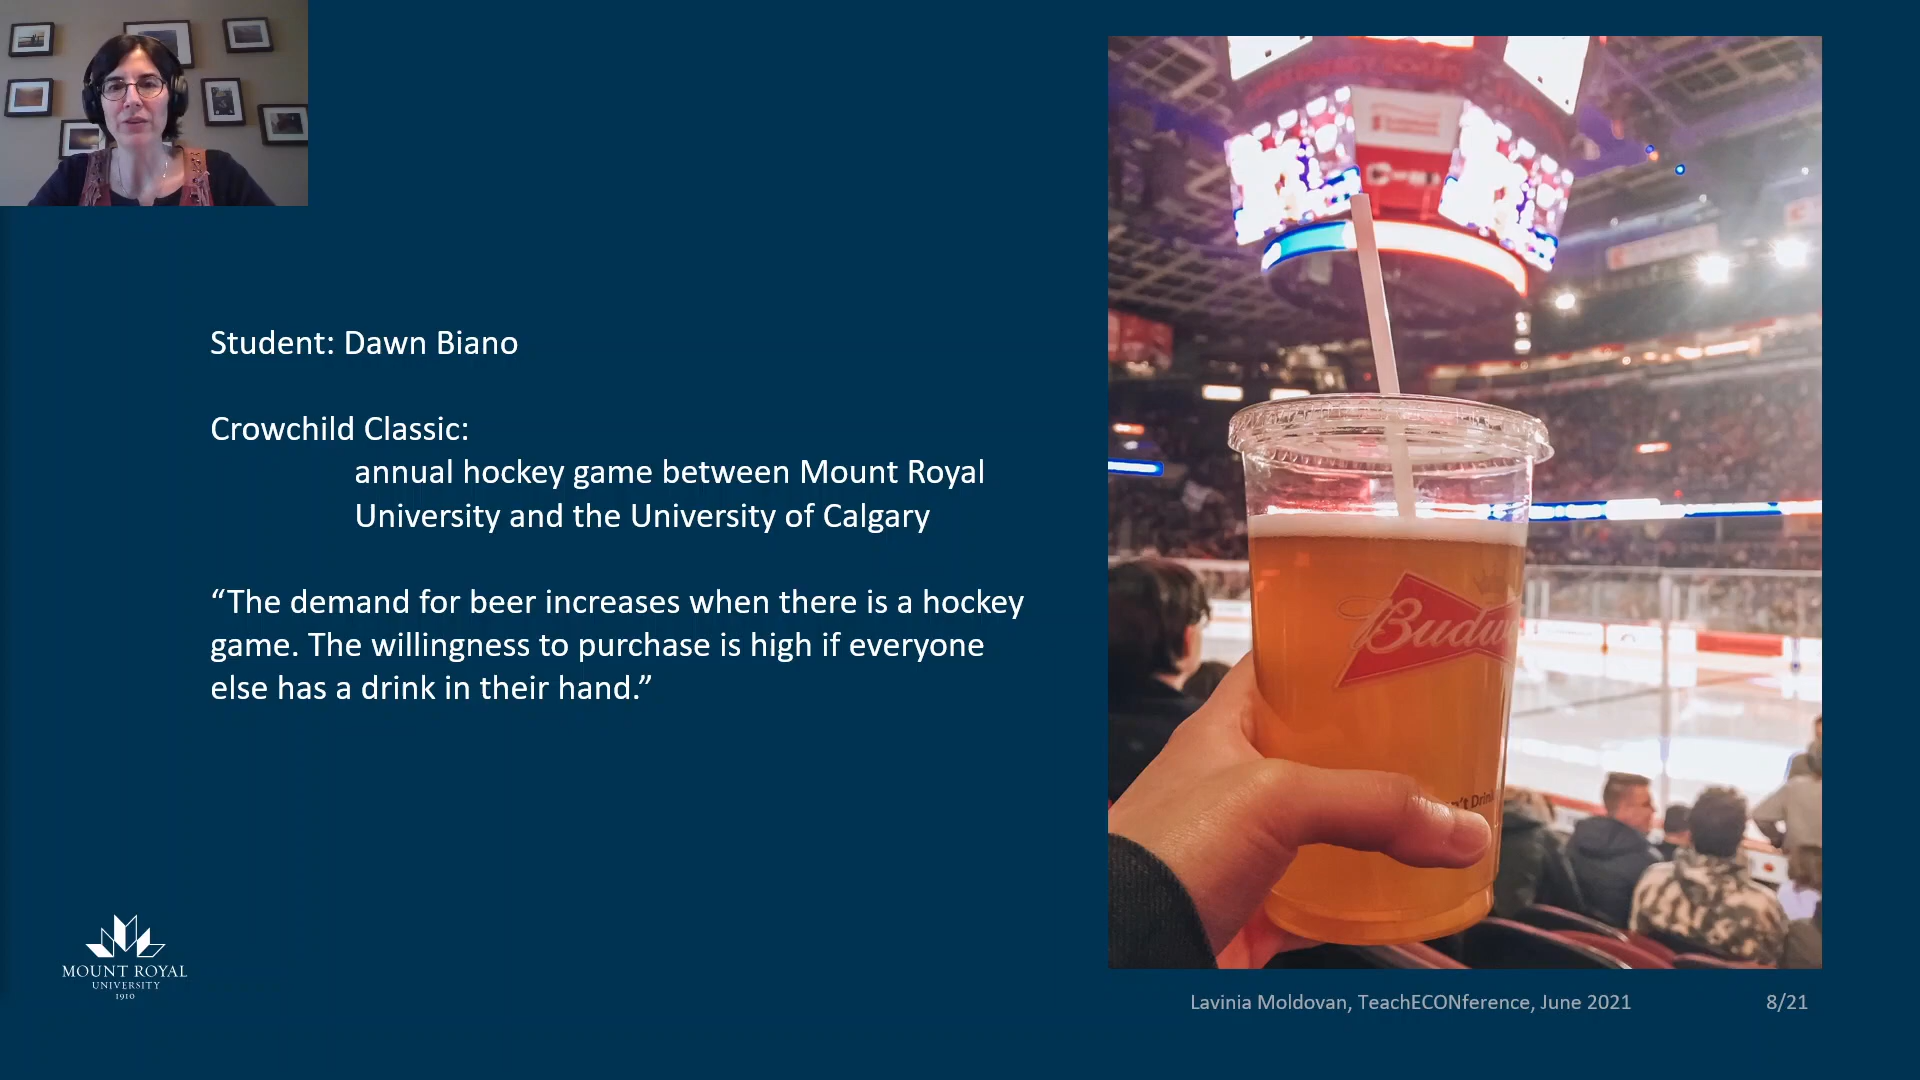 Student: Dawn Biano
Crowchild Classic:
annual hockey game between Mount Royal
University and the University of Calgary
“The demand for beer increases when there is a hockey
game. The willingness to purchase is high if everyone
else has a drink in their hand.”
MOUNT ROYAL
UNIVERSITY
1910
Lavinia Moldovan, TeachECONference, June 2021
8/21